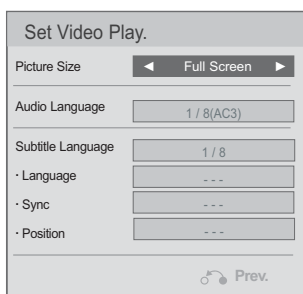 Set Video Play.
Picture Size ◄ Full Screen ►
Audio Language 1 / 8(AC3)
Subtitle Language 1 / 8
· Language - - -
· Sync - - -
· Position - - -
Prev.